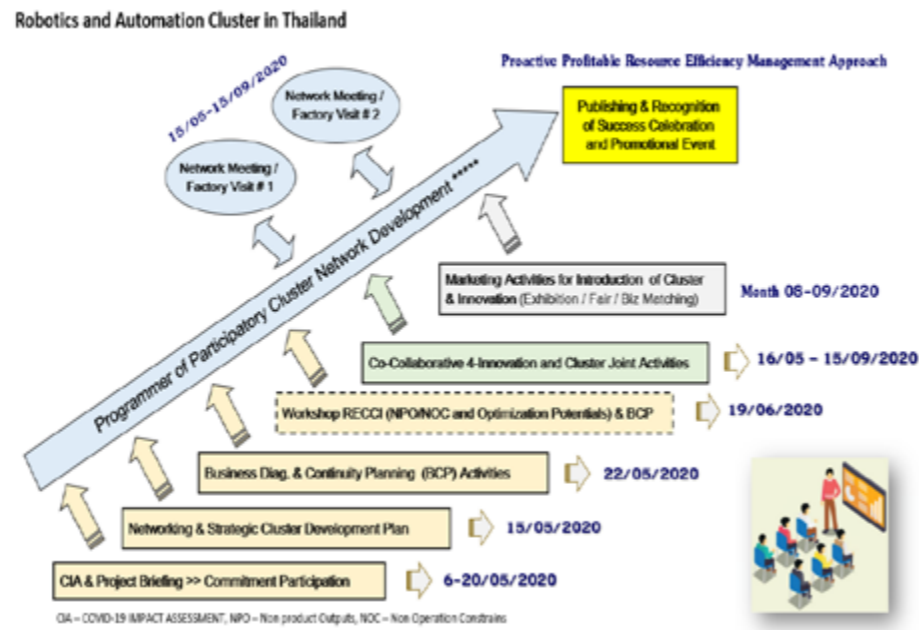 Robotics and Automation Cluster in Thailand
Proactive Profitable Resource Efficiency Management Approach
15/05-15/09/2020
Network Meeting /
Factory Visit # 2
Publishing & Recognition
of Success Celebration
and Promotional Event
Network Meeting /
Factory Visit # 1
Programmer of Participatory Cluster Network Development *****
Marketing Activities for Introduction of Cluster
& Innovation (Exhibition / Fair / Biz Matching)
Month 08-09/2020
Co-Collaborative 4-Innovation and Cluster Joint Activities
16/05 - 15/09/2020
Workshop RECCI (NPO/NOC and Optimization Potentials) & BCP
19/06/2020
Business Diag. & Continuity Planning (BCP) Activities
22/05/2020
Networking & Strategic Cluster Development Plan
15/05/2020
CIA & Project Briefing >> Commitment Participation
6-20/05/2020
CIA – COVID-19 IMPACT ASSESSMENT, NPO – Non product Outputs, NOC – Non Operation Constrains